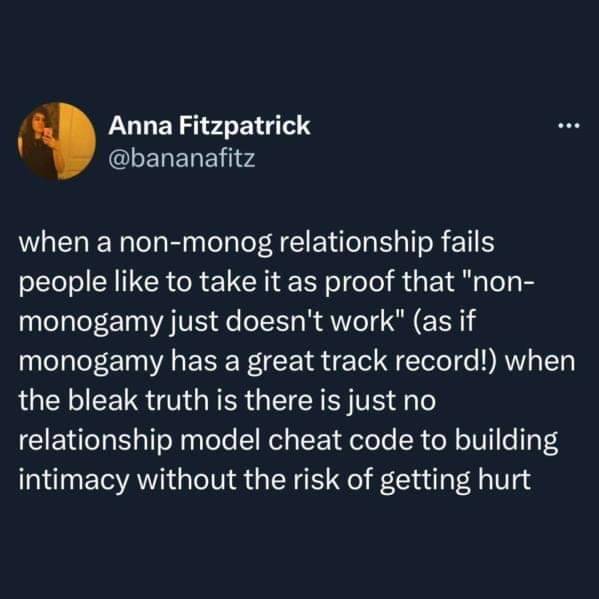 Anna Fitzpatrick
@bananafitz
when a non-monog relationship fails
people like to take it as proof that "non-
monogamy just doesn't work" (as if
monogamy has a great track record!) when
the bleak truth is there is just no
relationship model cheat code to building
intimacy without the risk of getting hurt